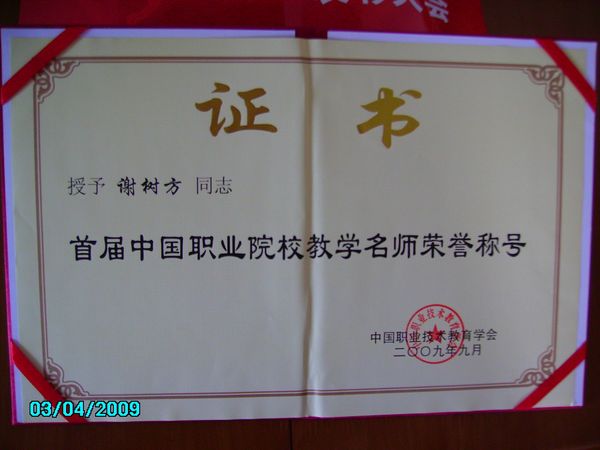 大会
证书
授予 谢树方 同志
首届中国职业院校教学名师荣誉称号
中国职业技术教育学会
二〇〇九年九月
03/04/2009